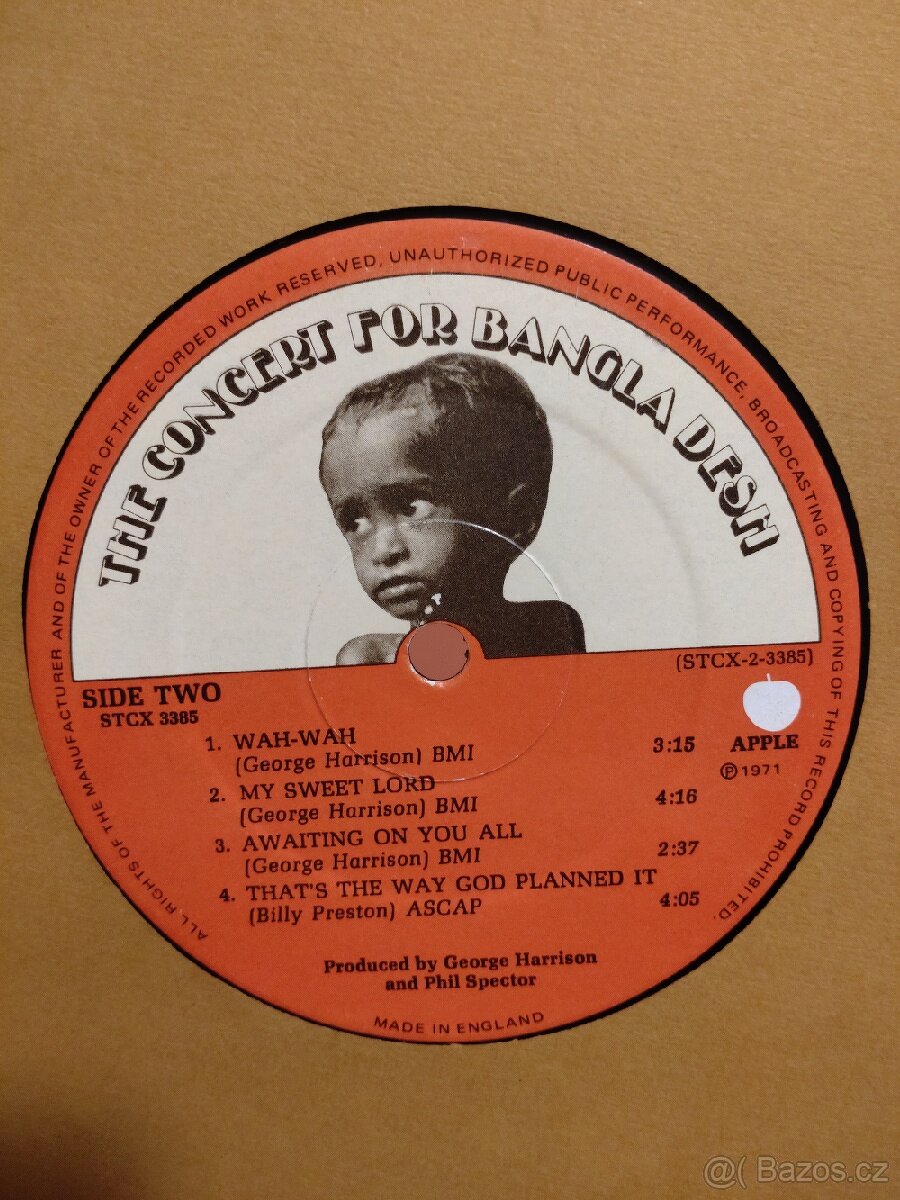 ALL RIGHTS OF THE MANUFACTURER AND OF THE OWNER OF THE RECORDED WORK RESERVED, UNAUTHORIZED PUBLIC PERFORMANCE, BROADCASTING AND COPYING OF THIS RECORD PROHIBITED.
THE CONCERT FOR BANGLA DESH
(STCX-2-3385)
SIDE TWO
STCX 3385
APPLE
℗ 1971
1. WAH-WAH 3:15
(George Harrison) BMI
2. MY SWEET LORD 4:16
(George Harrison) BMI
3. AWAITING ON YOU ALL 2:37
(George Harrison) BMI
4. THAT'S THE WAY GOD PLANNED IT 4:05
(Billy Preston) ASCAP
Produced by George Harrison
and Phil Spector
MADE IN ENGLAND
@( Bazos.cz